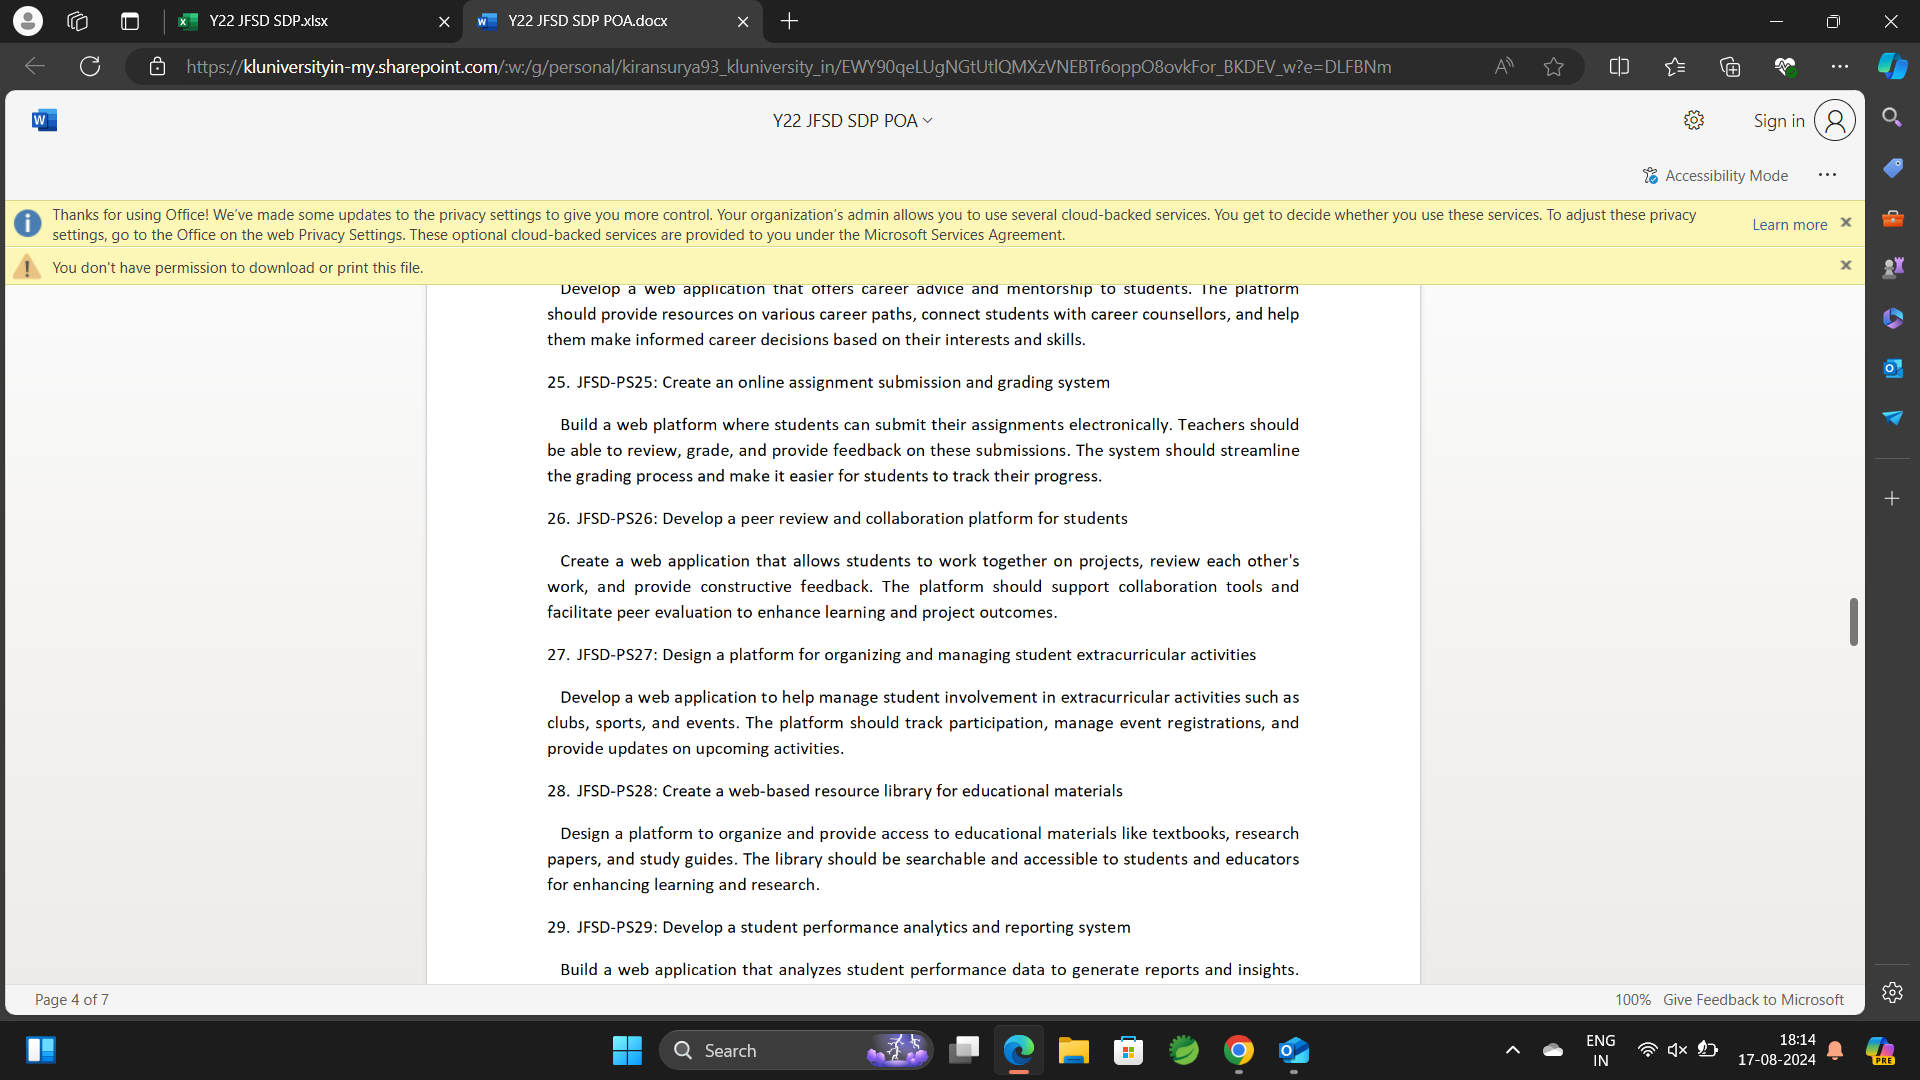 Y22 JFSD SDP.xlsx
Y22 JFSD SDP POA.docx
https://kluniversityin-my.sharepoint.com/:w:/g/personal/kiransurya93_kluniversity_in/EWY90qeLUgNGtUtlQMXzVNEBTr6oppO8ovkFor_BKDEV_w?e=DLFBNm
Y22 JFSD SDP POA
Sign in
Accessibility Mode
Thanks for using Office! We've made some updates to the privacy settings to give you more control. Your organization's admin allows you to use several cloud-backed services. You get to decide whether you use these services. To adjust these privacy
settings, go to the Office on the web Privacy Settings. These optional cloud-backed services are provided to you under the Microsoft Services Agreement.
Learn more
You don't have permission to download or print this file.
Develop a web application that offers career advice and mentorship to students. The platform
should provide resources on various career paths, connect students with career counsellors, and help
them make informed career decisions based on their interests and skills.
25. JFSD-PS25: Create an online assignment submission and grading system
Build a web platform where students can submit their assignments electronically. Teachers should
be able to review, grade, and provide feedback on these submissions. The system should streamline
the grading process and make it easier for students to track their progress.
26. JFSD-PS26: Develop a peer review and collaboration platform for students
Create a web application that allows students to work together on projects, review each other's
work, and provide constructive feedback. The platform should support collaboration tools and
facilitate peer evaluation to enhance learning and project outcomes.
27. JFSD-PS27: Design a platform for organizing and managing student extracurricular activities
Develop a web application to help manage student involvement in extracurricular activities such as
clubs, sports, and events. The platform should track participation, manage event registrations, and
provide updates on upcoming activities.
28. JFSD-PS28: Create a web-based resource library for educational materials
Design a platform to organize and provide access to educational materials like textbooks, research
papers, and study guides. The library should be searchable and accessible to students and educators
for enhancing learning and research.
29. JFSD-PS29: Develop a student performance analytics and reporting system
Build a web application that analyzes student performance data to generate reports and insights.
Page 4 of 7
100%
Give Feedback to Microsoft
Search
ENG
IN
18:14
17-08-2024
PRE